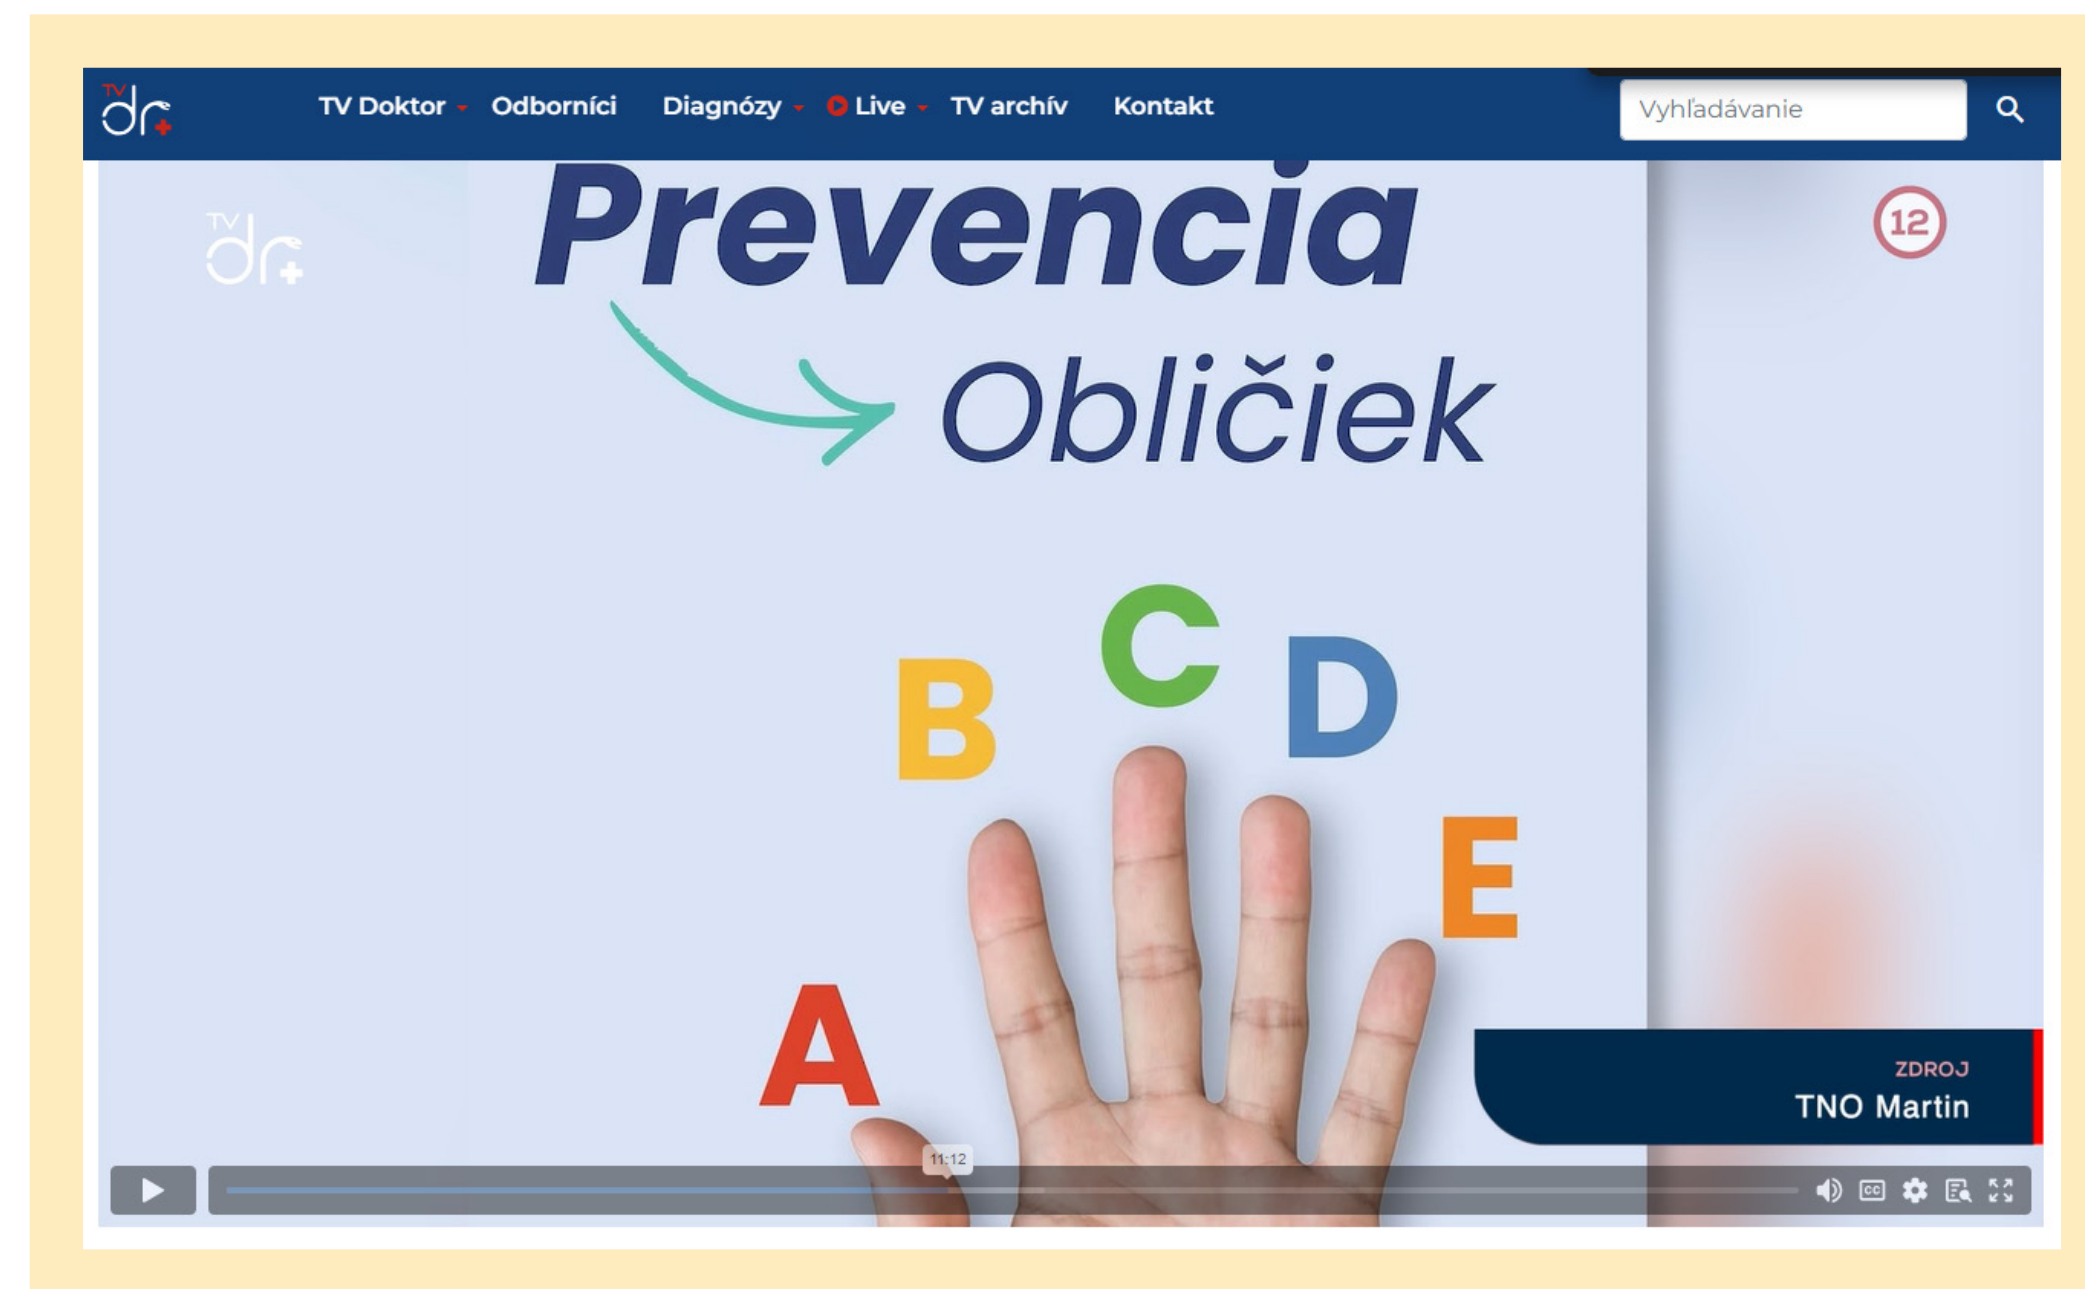 TV
dr
TV Doktor
Odborníci
Diagnózy
Live
TV archív
Kontakt
Vyhľadávanie
Prevencia
TV
dr
12
Obličiek
C
D
B
E
A
ZDROJ
TNO Martin
11:12
CC